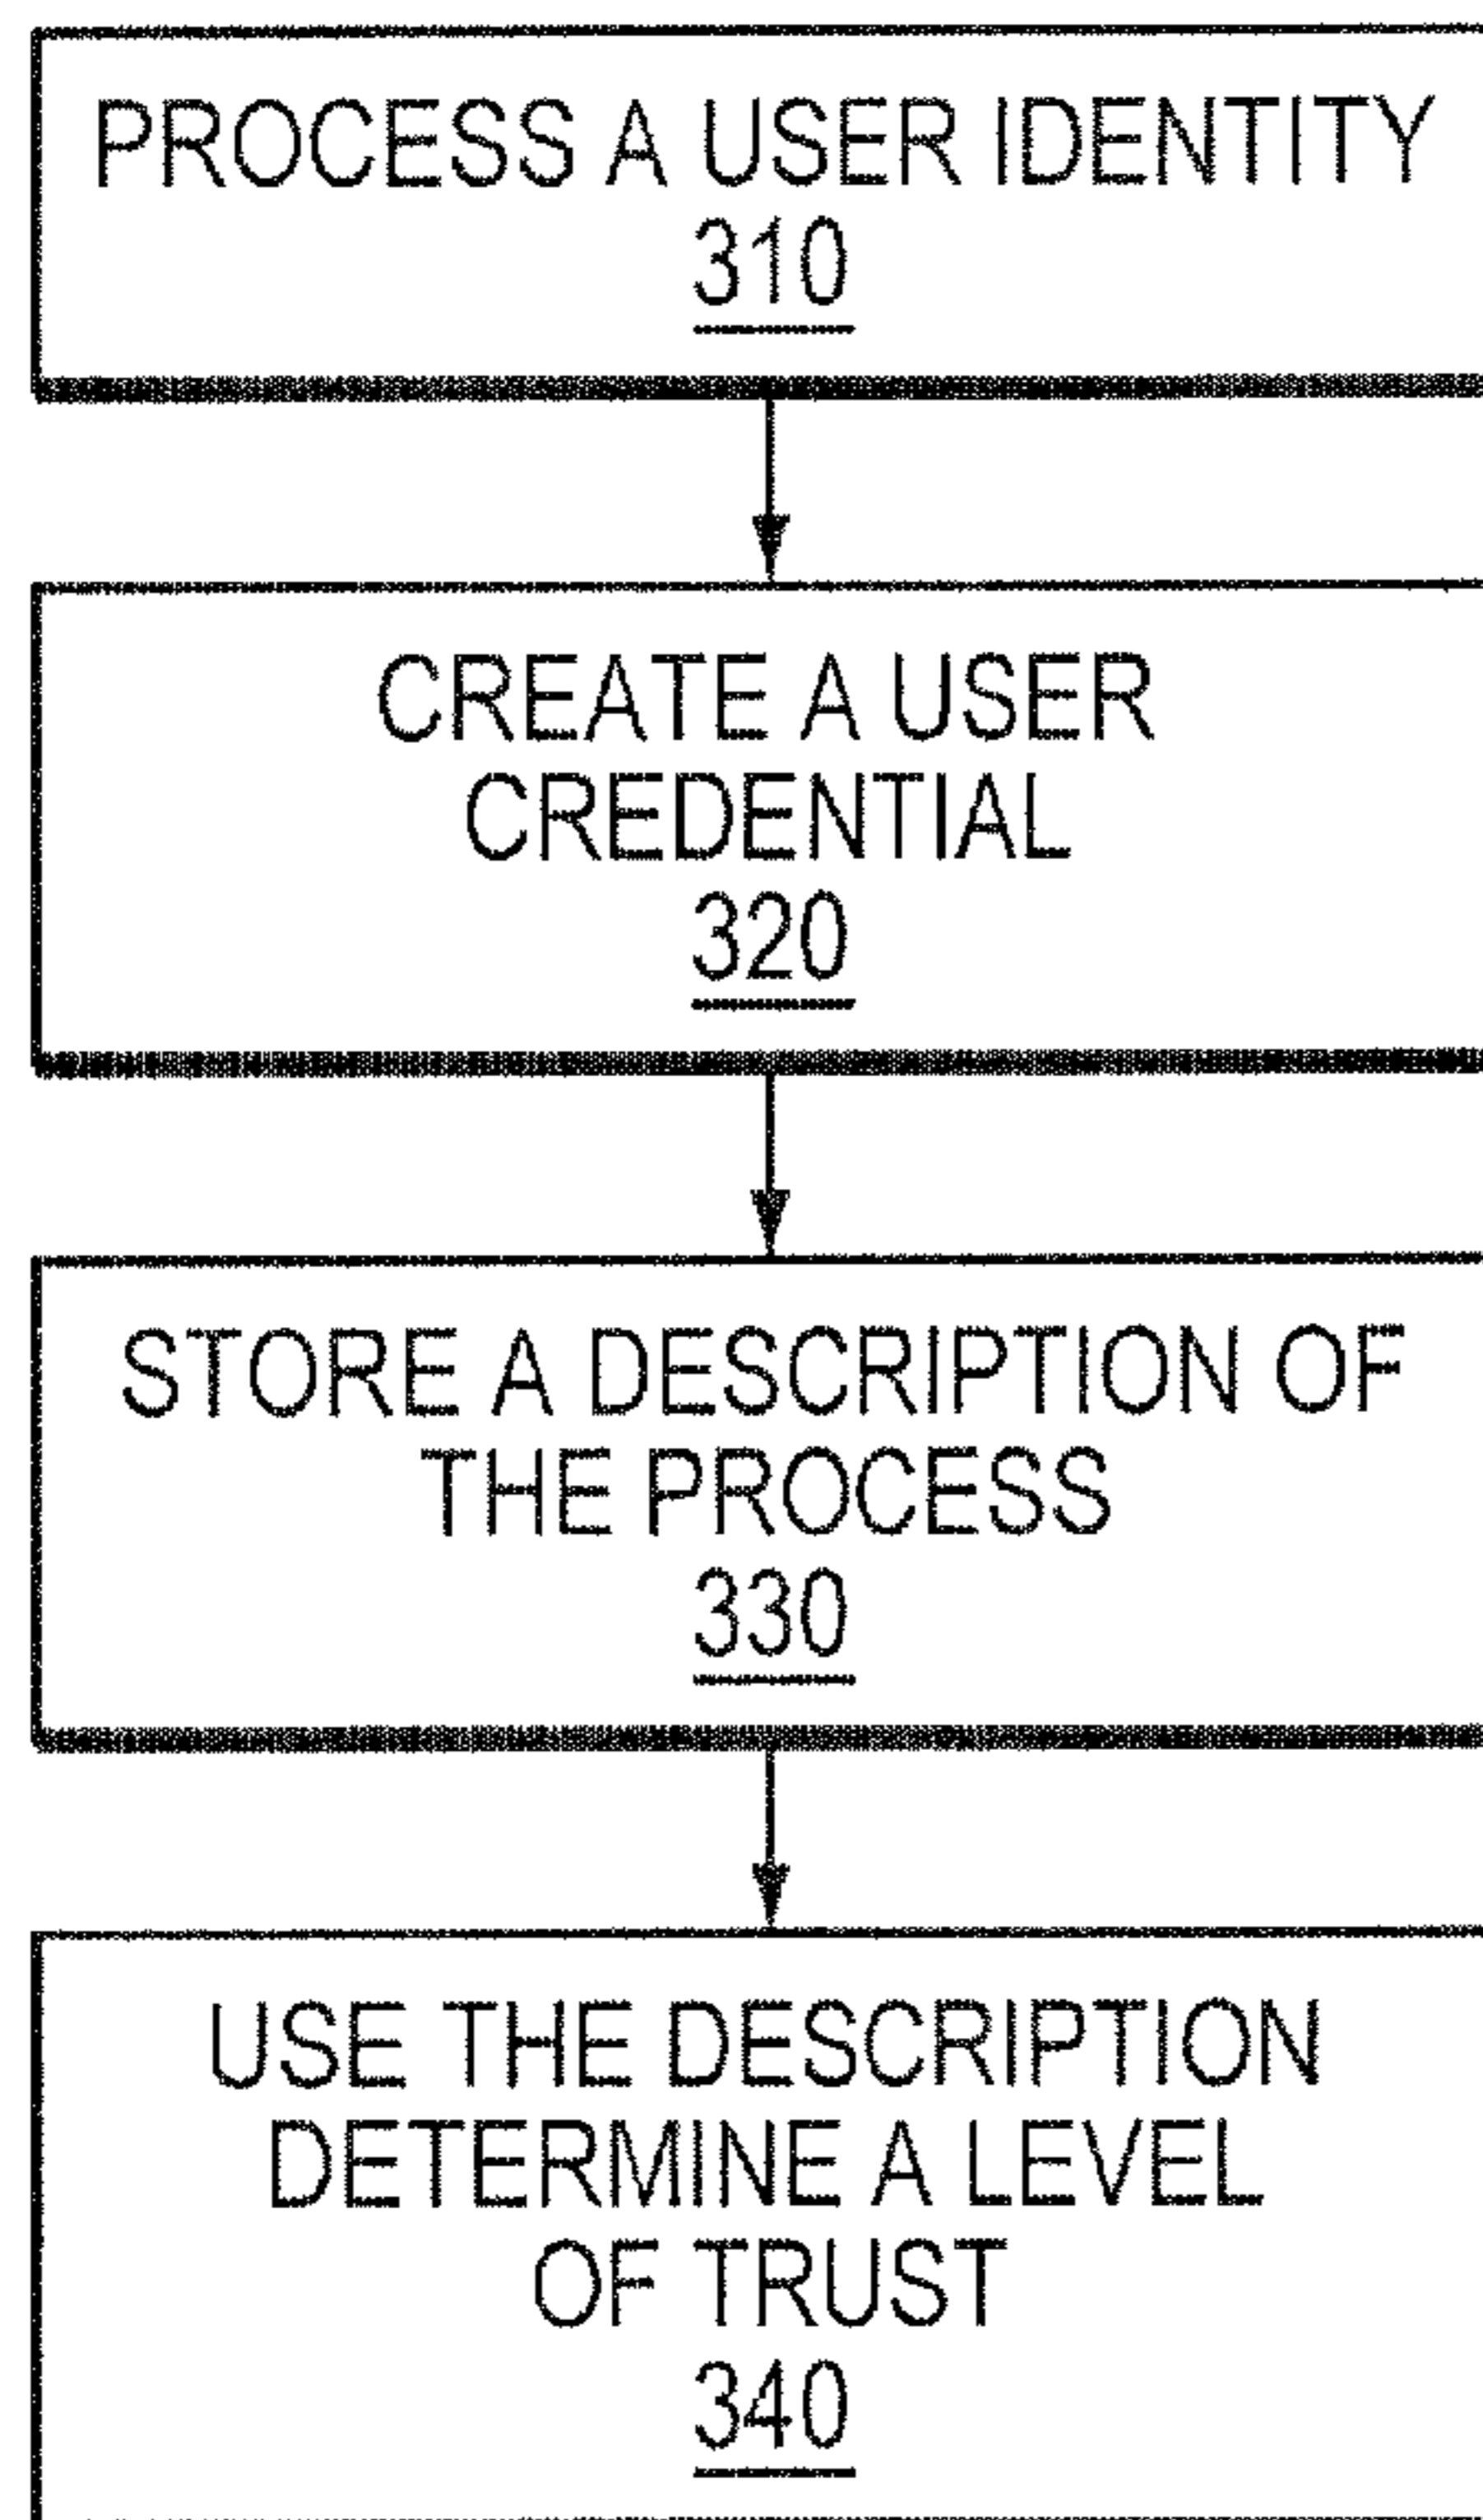 PROCESS A USER IDENTITY
310
CREATE A USER
CREDENTIAL
320
STORE A DESCRIPTION OF
THE PROCESS
330
USE THE DESCRIPTION
DETERMINE A LEVEL
OF TRUST
340